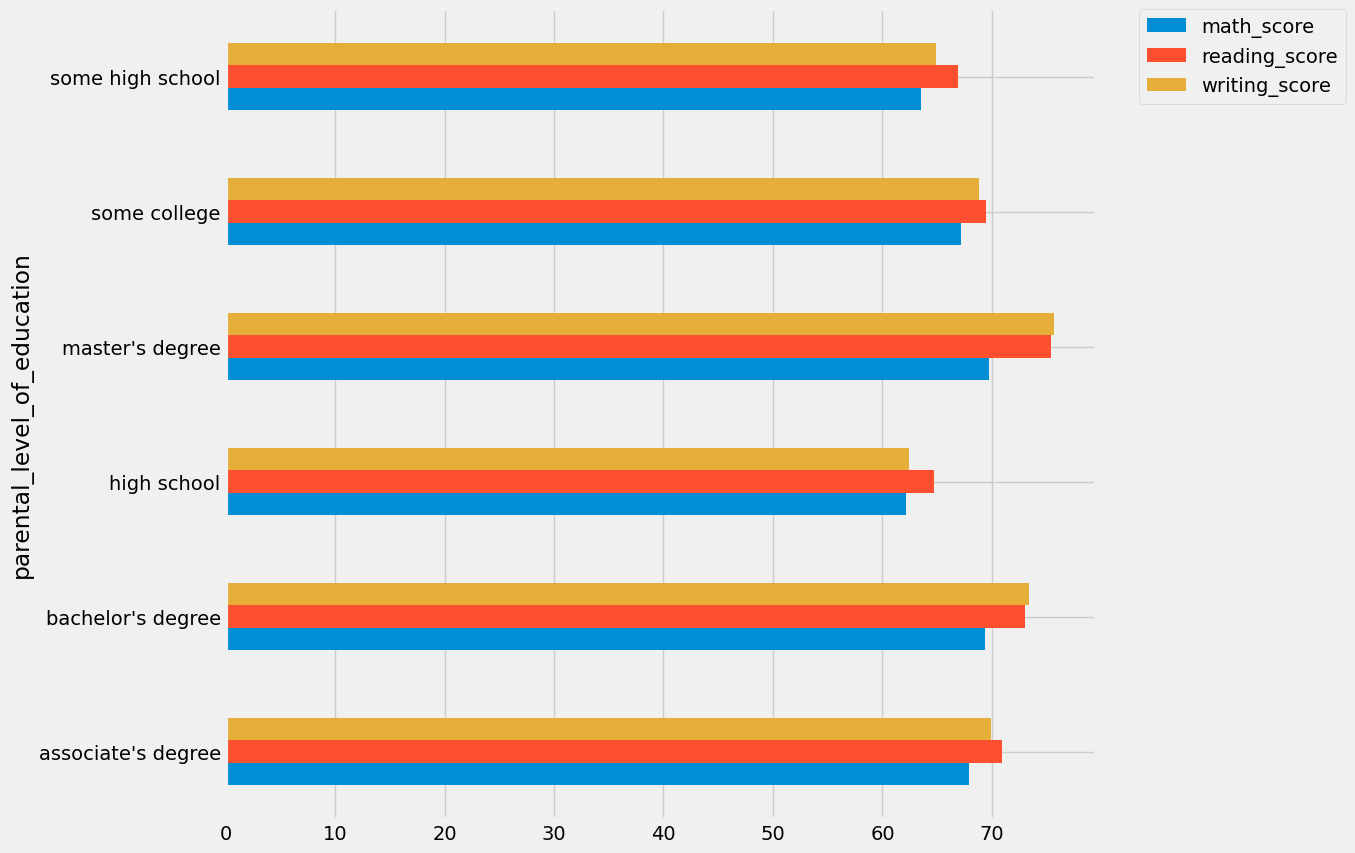 math_score
reading_score
writing_score
some high school
some college
master's degree
high school
bachelor's degree
associate's degree
parental_level_of_education
0 10 20 30 40 50 60 70